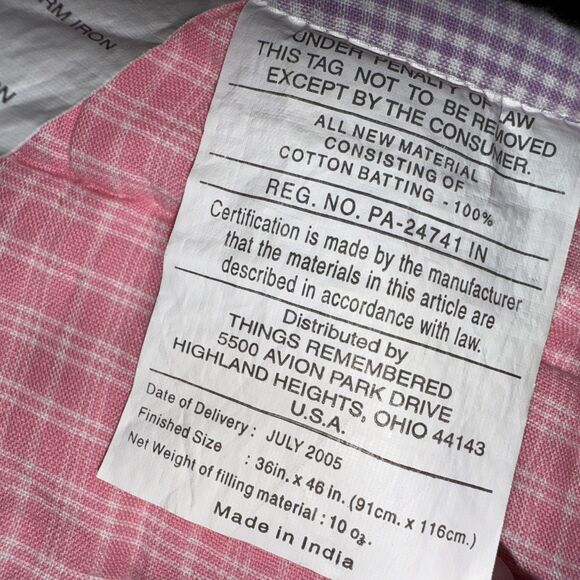 RM IRON
ON
UNDER PENALTY OF LAW
THIS TAG NOT TO BE REMOVED
EXCEPT BY THE CONSUMER.
ALL NEW MATERIAL
CONSISTING OF
COTTON BATTING - 100%
REG. NO. PA-24741 IN
Certification is made by the manufacturer
that the materials in this article are
described in accordance with law.
Distributed by
THINGS REMEMBERED
5500 AVION PARK DRIVE
HIGHLAND HEIGHTS, OHIO 44143
U.S.A.
Date of Delivery : JULY 2005
Finished Size : 36in. x 46 in. (91cm. x 116cm.)
Net Weight of filling material : 10 oz.
Made in India